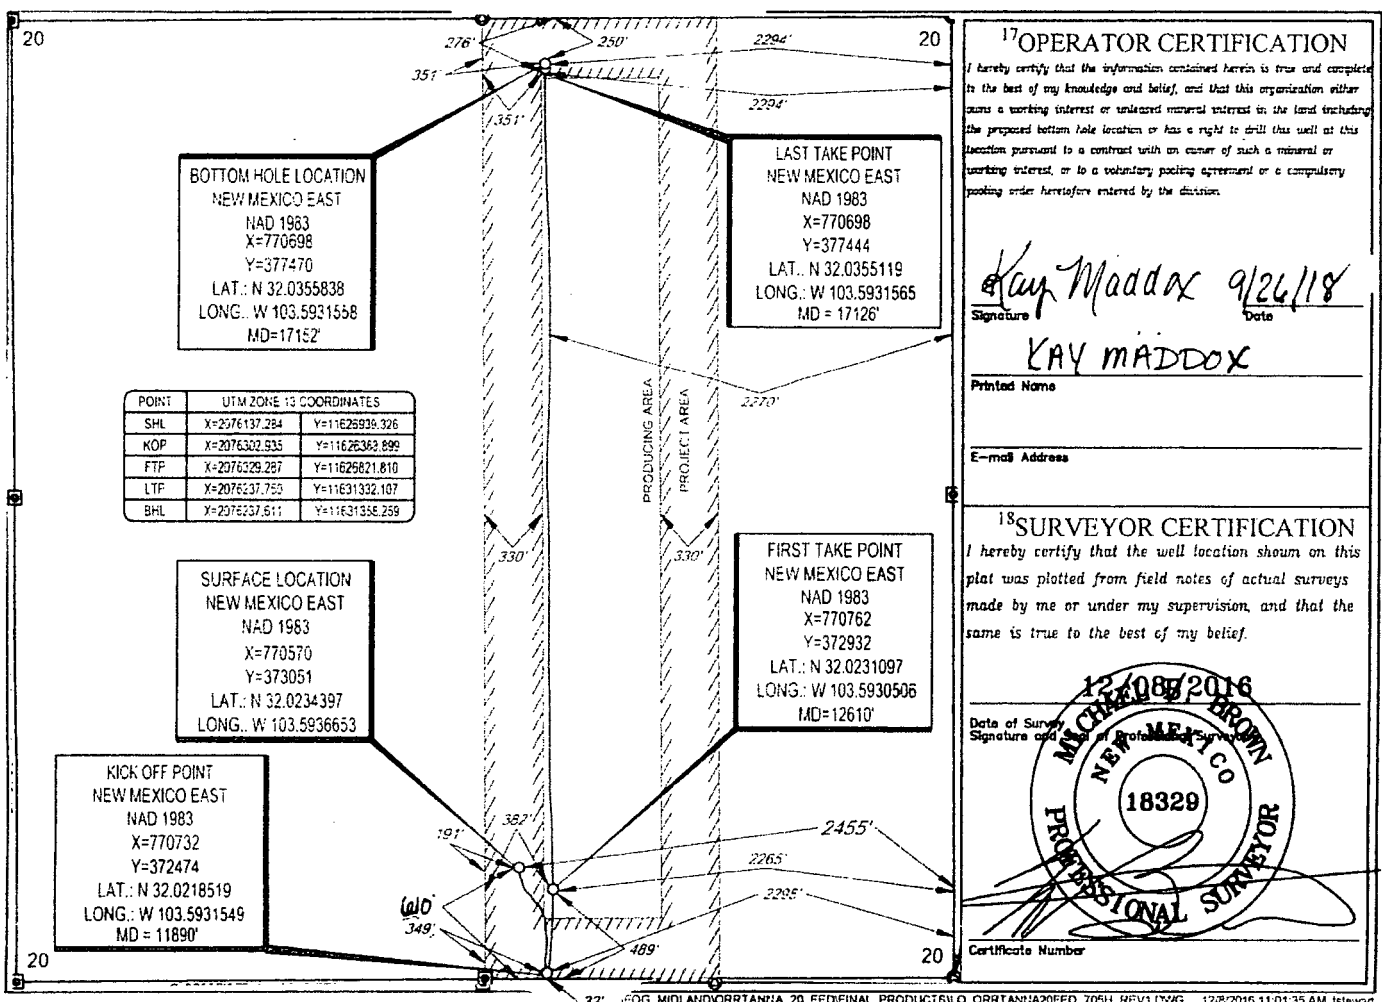 20
276'
250'
2294'
20
351'
2294'
351'
BOTTOM HOLE LOCATION
NEW MEXICO EAST
NAD 1983
X=770698
Y=377470
LAT.: N 32.0355838
LONG.. W 103.5931558
MD=17152'
LAST TAKE POINT
NEW MEXICO EAST
NAD 1983
X=770698
Y=377444
LAT.. N 32.0355119
LONG.: W 103.5931565
MD = 17126'
2270'
POINT UTM ZONE 13 COORDINATES
SHL X=2076137.284 Y=11625939.326
KOP X=2076302.935 Y=11625363.899
FTP X=2076329.287 Y=11625821.810
LTP X=2076237.750 Y=11631332.107
BHL X=2076237.611 Y=11631358.259
PRODUCING AREA
PROJECT AREA
330'
330'
SURFACE LOCATION
NEW MEXICO EAST
NAD 1983
X=770570
Y=373051
LAT.: N 32.0234397
LONG.. W 103.5936653
FIRST TAKE POINT
NEW MEXICO EAST
NAD 1983
X=770762
Y=372932
LAT.: N 32.0231097
LONG.: W 103.5930506
MD=12610'
KICK OFF POINT
NEW MEXICO EAST
NAD 1983
X=770732
Y=372474
LAT.: N 32.0218519
LONG.: W 103.5931549
MD = 11890'
191'
382'
2455'
2265'
2295'
610'
349'
489'
33'
20
20
17OPERATOR CERTIFICATION
I hereby certify that the information contained herein is true and complete
to the best of my knowledge and belief, and that this organization either
owns a working interest or unleased mineral interest in the land including
the proposed bottom hole location or has a right to drill this well at this
location pursuant to a contract with an owner of such a mineral or
working interest, or to a voluntary pooling agreement or a compulsory
pooling order heretofore entered by the division.
Kay Maddox 9/26/18
Signature Date
KAY MADDOX
Printed Name
E-mail Address
18SURVEYOR CERTIFICATION
I hereby certify that the well location shown on this
plat was plotted from field notes of actual surveys
made by me or under my supervision, and that the
same is true to the best of my belief.
12/08/2016
Date of Survey
Signature and Seal of Professional Surveyor
MICHAEL B. BROWN
NEW MEXICO
18329
PROFESSIONAL SURVEYOR
Certificate Number
12/8/2016 11:01:35 AM